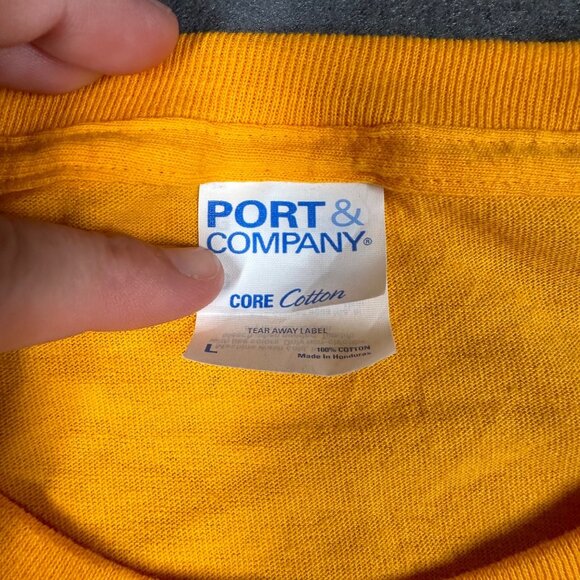 PORT &
COMPANY®
CORE Cotton
TEAR AWAY LABEL
L 100% COTTON
Made in Honduras